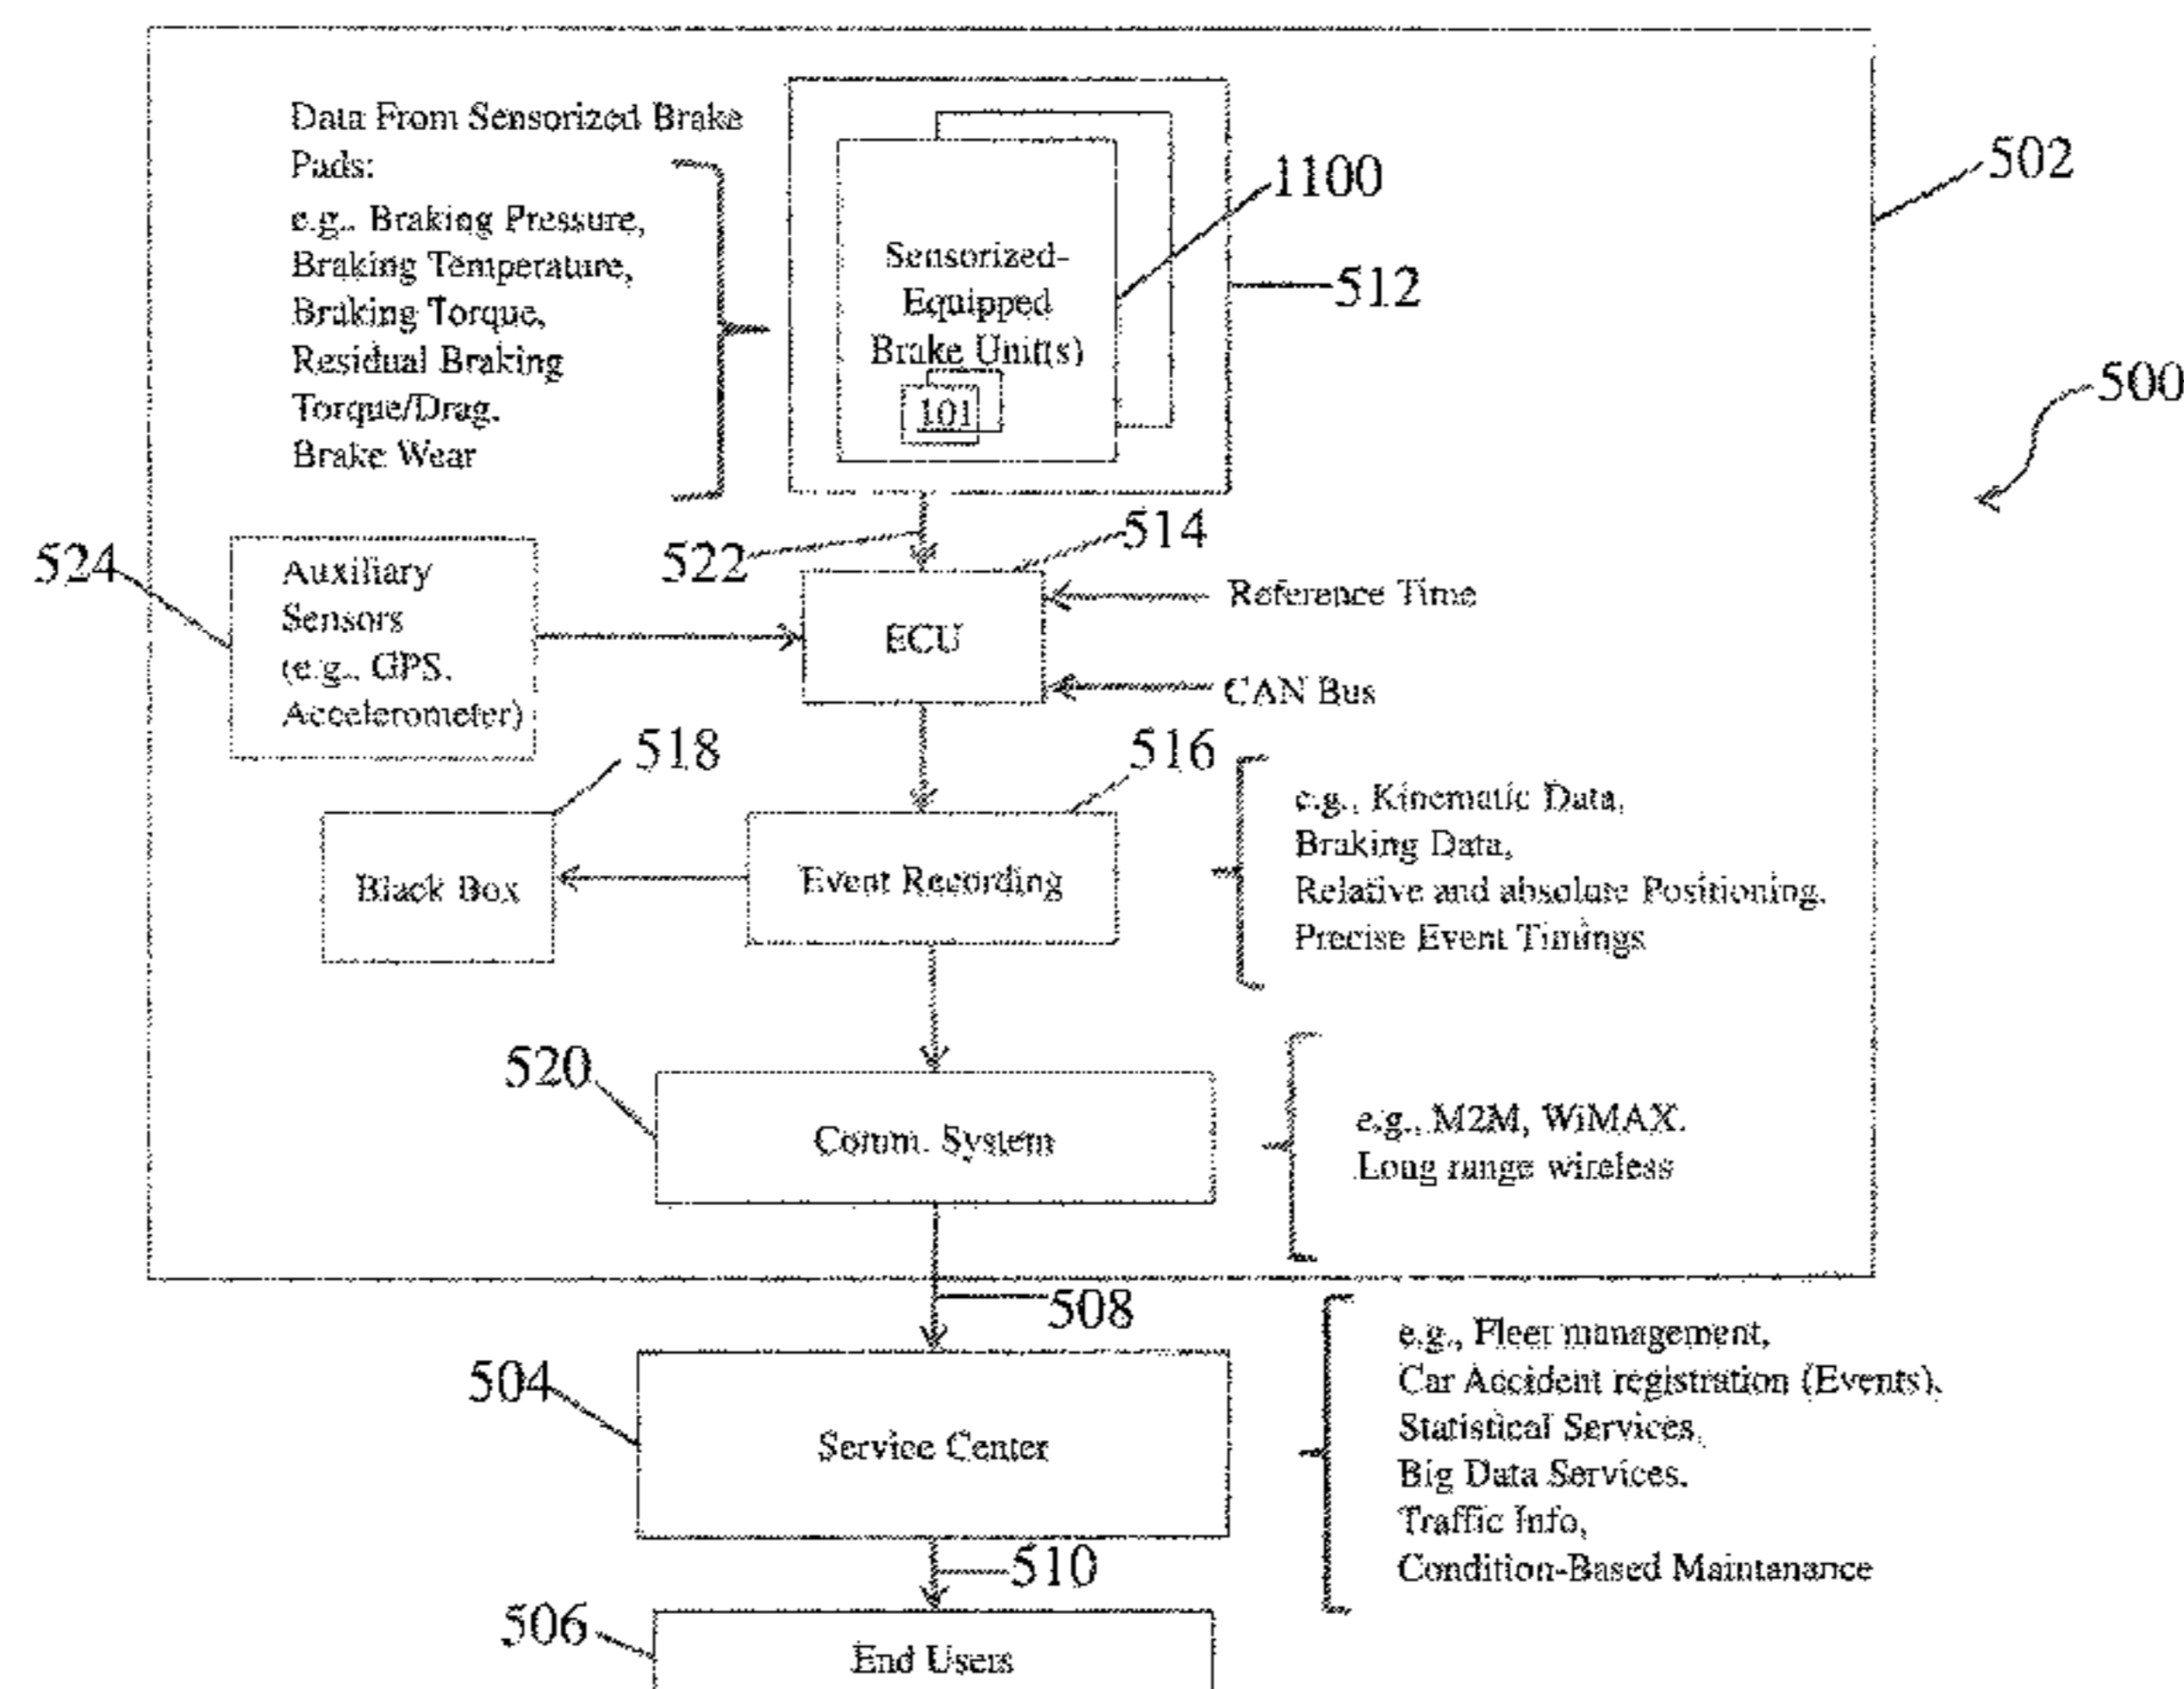 Data From Sensorized Brake
Pads:
e.g., Braking Pressure,
Braking Temperature,
Braking Torque,
Residual Braking
Torque/Drag,
Brake Wear
Sensorized-
Equipped
Brake Unit(s)
101
1100
512
502
500
522
514
524
Auxiliary
Sensors
(e.g., GPS,
Accelerometer)
ECU
Reference Time
CAN Bus
518
516
Black Box
Event Recording
e.g., Kinematic Data,
Braking Data,
Relative and absolute Positioning,
Precise Event Timings
520
Comm. System
e.g., M2M, WiMAX,
Long range wireless
508
504
Service Center
e.g., Fleet management,
Car Accident registration (Events),
Statistical Services,
Big Data Services,
Traffic Info,
Condition-Based Maintanance
510
506
End Users